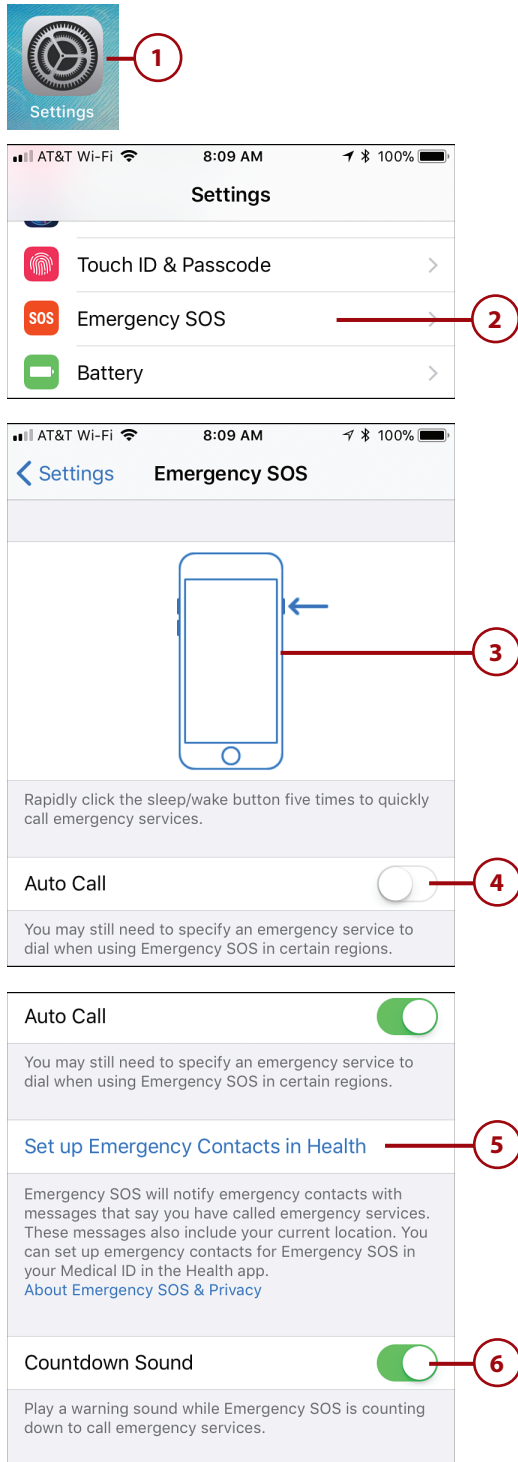 1
Settings
AT&T Wi-Fi 8:09 AM 100%
Settings
Touch ID & Passcode
SOS Emergency SOS 2
Battery
AT&T Wi-Fi 8:09 AM 100%
Settings Emergency SOS
3
Rapidly click the sleep/wake button five times to quickly
call emergency services.
Auto Call 4
You may still need to specify an emergency service to
dial when using Emergency SOS in certain regions.
Auto Call
You may still need to specify an emergency service to
dial when using Emergency SOS in certain regions.
Set up Emergency Contacts in Health 5
Emergency SOS will notify emergency contacts with
messages that say you have called emergency services.
These messages also include your current location. You
can set up emergency contacts for Emergency SOS in
your Medical ID in the Health app.
About Emergency SOS & Privacy
Countdown Sound 6
Play a warning sound while Emergency SOS is counting
down to call emergency services.